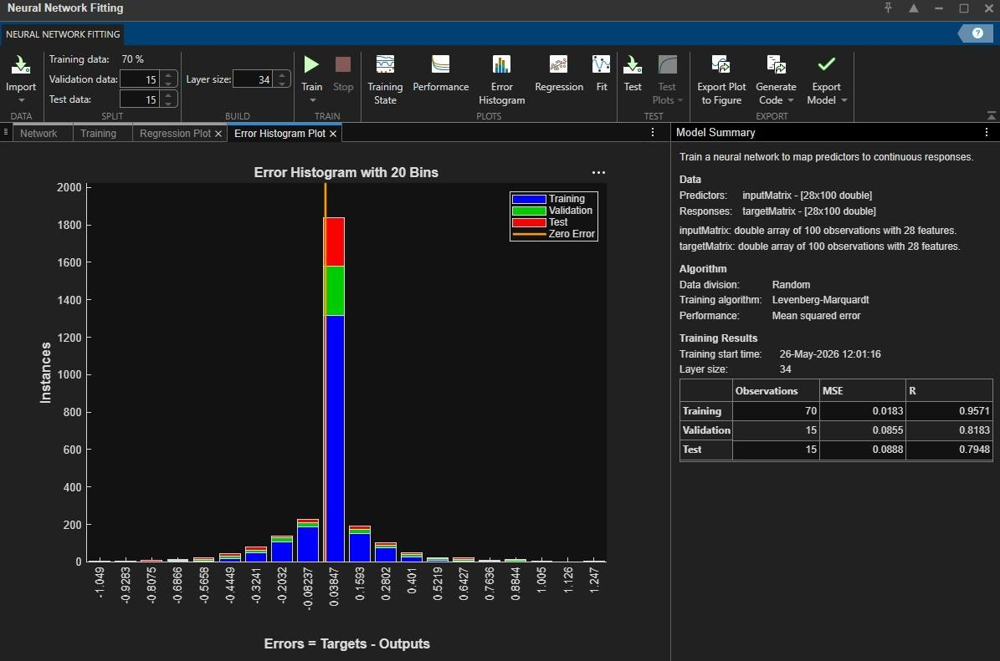 Neural Network Fitting
NEURAL NETWORK FITTING
?
Import
DATA
Training data: 70 %
Validation data: 15
Test data: 15
SPLIT
Layer size: 34
BUILD
Train
Stop
TRAIN
Training State
Performance
Error Histogram
Regression
Fit
PLOTS
Test
Test Plots
TEST
Export Plot to Figure
Generate Code
Export Model
EXPORT
Network
Training
Regression Plot
Error Histogram Plot
Error Histogram with 20 Bins
Training
Validation
Test
Zero Error
2000
1800
1600
1400
1200
1000
800
600
400
200
0
Instances
-1.049
-0.9283
-0.8075
-0.6866
-0.5658
-0.4449
-0.3241
-0.2032
-0.08237
0.03847
0.1593
0.2802
0.401
0.5219
0.6427
0.7636
0.8844
1.005
1.126
1.247
Errors = Targets - Outputs
Model Summary
Train a neural network to map predictors to continuous responses.
Data
Predictors: inputMatrix - [28x100 double]
Responses: targetMatrix - [28x100 double]
inputMatrix: double array of 100 observations with 28 features.
targetMatrix: double array of 100 observations with 28 features.
Algorithm
Data division: Random
Training algorithm: Levenberg-Marquardt
Performance: Mean squared error
Training Results
Training start time: 26-May-2026 12:01:16
Layer size: 34
Observations MSE R
Training 70 0.0183 0.9571
Validation 15 0.0855 0.8183
Test 15 0.0888 0.7948